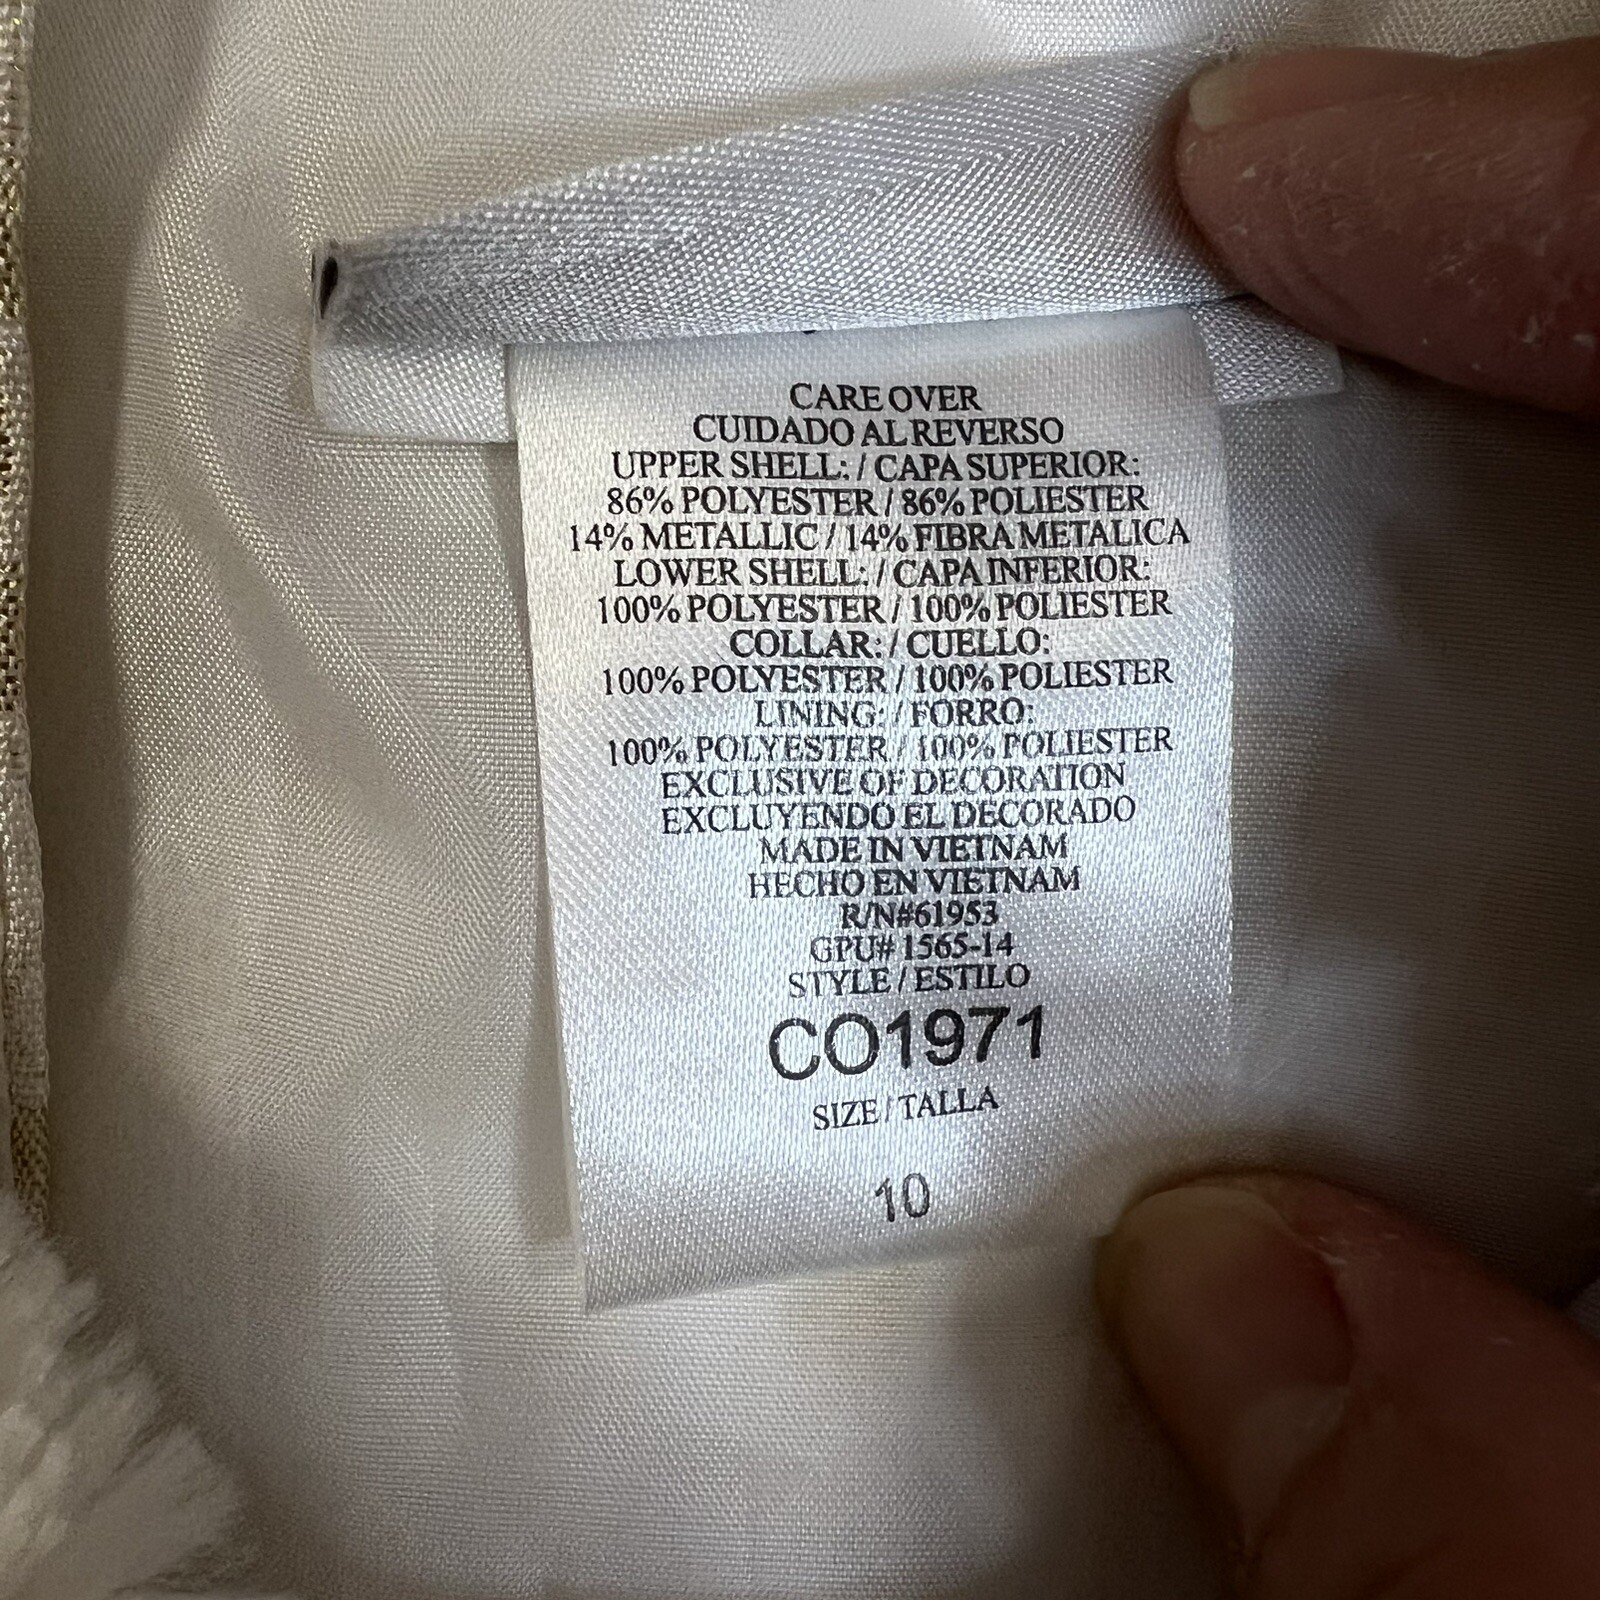 CARE OVER
CUIDADO AL REVERSO
UPPER SHELL: / CAPA SUPERIOR:
86% POLYESTER / 86% POLIESTER
14% METALLIC / 14% FIBRA METALICA
LOWER SHELL: / CAPA INFERIOR:
100% POLYESTER / 100% POLIESTER
COLLAR: / CUELLO:
100% POLYESTER / 100% POLIESTER
LINING: / FORRO:
100% POLYESTER / 100% POLIESTER
EXCLUSIVE OF DECORATION
EXCLUYENDO EL DECORADO
MADE IN VIETNAM
HECHO EN VIETNAM
R/N#61953
GPU# 1565-14
STYLE / ESTILO
CO1971
SIZE / TALLA
10